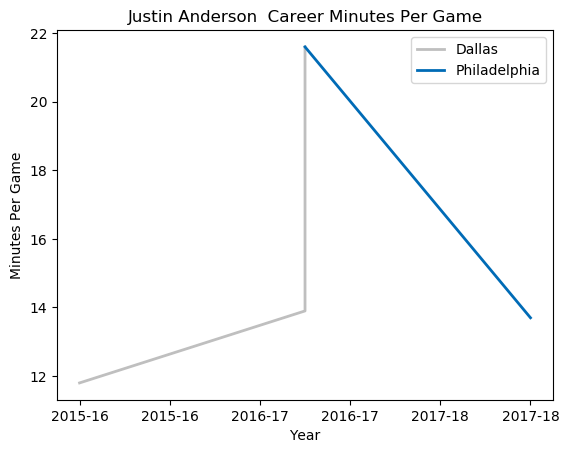 Justin Anderson  Career Minutes Per Game
22
20
18
16
14
12
Minutes Per Game
Dallas
Philadelphia
2015-16 2015-16 2016-17 2016-17 2017-18 2017-18
Year